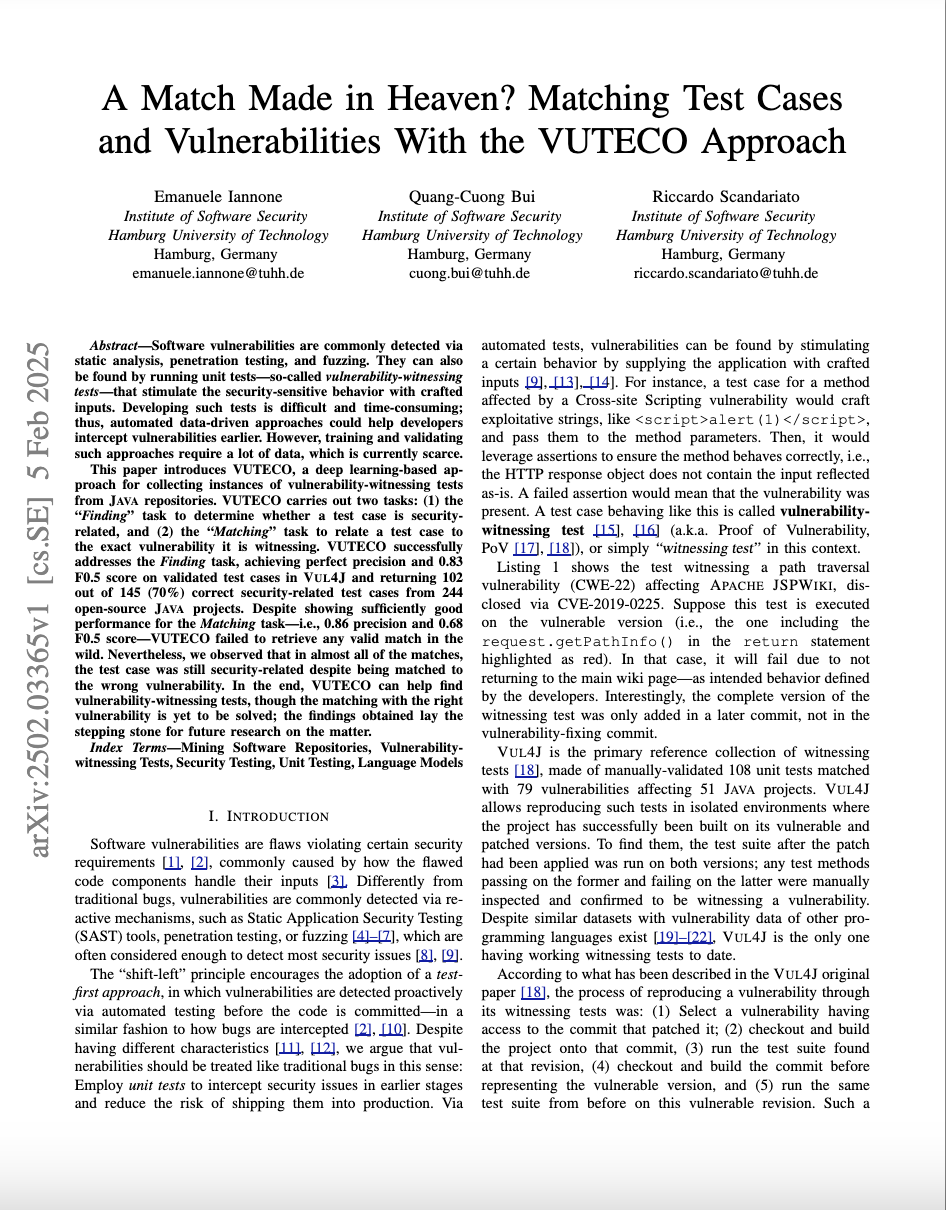 A Match Made in Heaven? Matching Test Cases
and Vulnerabilities With the VUTECO Approach
Emanuele Iannone
Institute of Software Security
Hamburg University of Technology
Hamburg, Germany
emanuele.iannone@tuhh.de
Quang-Cuong Bui
Institute of Software Security
Hamburg University of Technology
Hamburg, Germany
cuong.bui@tuhh.de
Riccardo Scandariato
Institute of Software Security
Hamburg University of Technology
Hamburg, Germany
riccardo.scandariato@tuhh.de
arXiv:2502.03365v1 [cs.SE] 5 Feb 2025
Abstract—Software vulnerabilities are commonly detected via
static analysis, penetration testing, and fuzzing. They can also
be found by running unit tests—so-called vulnerability-witnessing
tests—that stimulate the security-sensitive behavior with crafted
inputs. Developing such tests is difficult and time-consuming;
thus, automated data-driven approaches could help developers
intercept vulnerabilities earlier. However, training and validating
such approaches require a lot of data, which is currently scarce.
This paper introduces VUTECO, a deep learning-based ap-
proach for collecting instances of vulnerability-witnessing tests
from JAVA repositories. VUTECO carries out two tasks: (1) the
“Finding” task to determine whether a test case is security-
related, and (2) the “Matching” task to relate a test case to
the exact vulnerability it is witnessing. VUTECO successfully
addresses the Finding task, achieving perfect precision and 0.83
F0.5 score on validated test cases in VUL4J and returning 102
out of 145 (70%) correct security-related test cases from 244
open-source JAVA projects. Despite showing sufficiently good
performance for the Matching task—i.e., 0.86 precision and 0.68
F0.5 score—VUTECO failed to retrieve any valid match in the
wild. Nevertheless, we observed that in almost all of the matches,
the test case was still security-related despite being matched to
the wrong vulnerability. In the end, VUTECO can help find
vulnerability-witnessing tests, though the matching with the
right vulnerability is yet to be solved; the findings obtained lay the
stepping stone for future research on the matter.
Index Terms—Mining Software Repositories, Vulnerability-
witnessing Tests, Security Testing, Unit Testing, Language Models
I. INTRODUCTION
Software vulnerabilities are flaws violating certain security
requirements [1], [2], commonly caused by how the flawed
code components handle their inputs [3]. Differently from
traditional bugs, vulnerabilities are commonly detected via re-
active mechanisms, such as Static Application Security Testing
(SAST) tools, penetration testing, or fuzzing [4]–[7], which are
often considered enough to detect most security issues [8], [9].
The “shift-left” principle encourages the adoption of a test-
first approach, in which vulnerabilities are detected proactively
via automated testing before the code is committed—in a
similar fashion to how bugs are intercepted [2], [10]. Despite
having different characteristics [11], [12], we argue that vul-
nerabilities should be treated like traditional bugs in this sense:
Employ unit tests to intercept security issues in earlier stages
and reduce the risk of shipping them into production. Via
automated tests, vulnerabilities can be found by stimulating
a certain behavior by supplying the application with crafted
inputs [9], [13], [14]. For instance, a test case for a method
affected by a Cross-site Scripting vulnerability would craft
exploitative strings, like <script>alert(1)</script>,
and pass them to the method parameters. Then, it would
leverage assertions to ensure the method behaves correctly, i.e.,
the HTTP response object does not contain the input reflected
as-is. A failed assertion would mean that the vulnerability was
present. A test case behaving like this is called vulnerability-
witnessing test [15], [16] (a.k.a. Proof of Vulnerability,
PoV [17], [18]), or simply “witnessing test” in this context.
Listing 1 shows the test witnessing a path traversal
vulnerability (CWE-22) affecting APACHE JSPWIKI, dis-
closed via CVE-2019-0225. Suppose this test is executed
on the vulnerable version (i.e., the one including the
request.getPathInfo() in the return statement
highlighted as red). In that case, it will fail due to not
returning to the main wiki page—as intended behavior defined
by the developers. Interestingly, the complete version of the
witnessing test was only added in a later commit, not in the
vulnerability-fixing commit.
VUL4J is the primary reference collection of witnessing
tests [18], made of manually-validated 108 unit tests matched
with 79 vulnerabilities affecting 51 JAVA projects. VUL4J
allows reproducing such tests in isolated environments where
the project has successfully been built on its vulnerable and
patched versions. To find them, the test suite after the patch
had been applied was run on both versions; any test methods
passing on the former and failing on the latter were manually
inspected and confirmed to be witnessing a vulnerability.
Despite similar datasets with vulnerability data of other pro-
gramming languages exist [19]–[22], VUL4J is the only one
having working witnessing tests to date.
According to what has been described in the VUL4J original
paper [18], the process of reproducing a vulnerability through
its witnessing tests was: (1) Select a vulnerability having
access to the commit that patched it; (2) checkout and build
the project onto that commit, (3) run the test suite found
at that revision, (4) checkout and build the commit before
representing the vulnerable version, and (5) run the same
test suite from before on this vulnerable revision. Such a